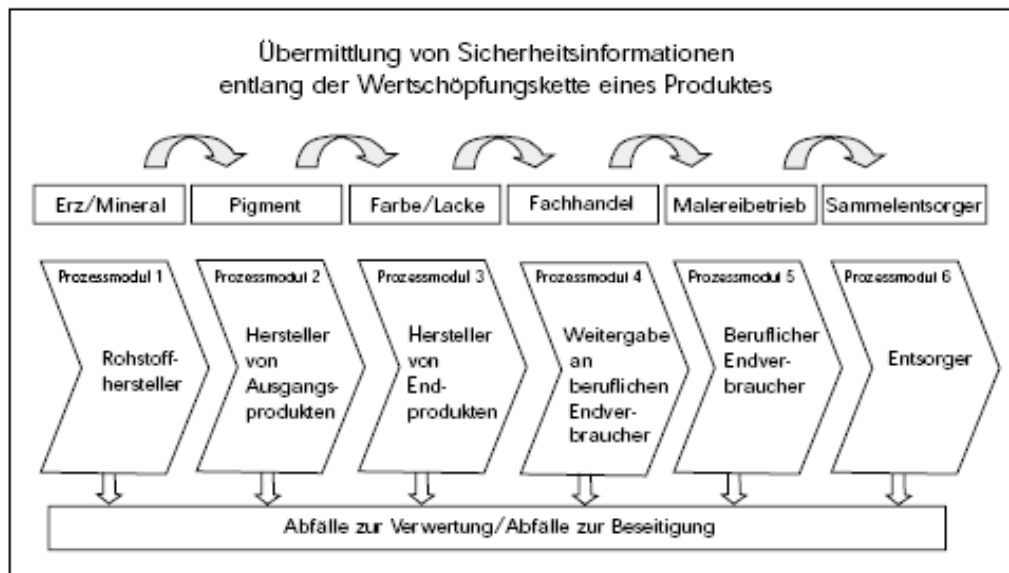 Übermittlung von Sicherheitsinformationen
entlang der Wertschöpfungskette eines Produktes
Erz/Mineral
Pigment
Farbe/Lacke
Fachhandel
Malereibetrieb
Sammelentsorger
Prozessmodul 1
Rohstoff-
hersteller
Prozessmodul 2
Hersteller
von
Ausgangs-
produkten
Prozessmodul 3
Hersteller
von
End-
produkten
Prozessmodul 4
Weitergabe
an
beruflichen
Endver-
braucher
Prozessmodul 5
Beruflicher
Endver-
braucher
Prozessmodul 6
Entsorger
Abfälle zur Verwertung/Abfälle zur Beseitigung